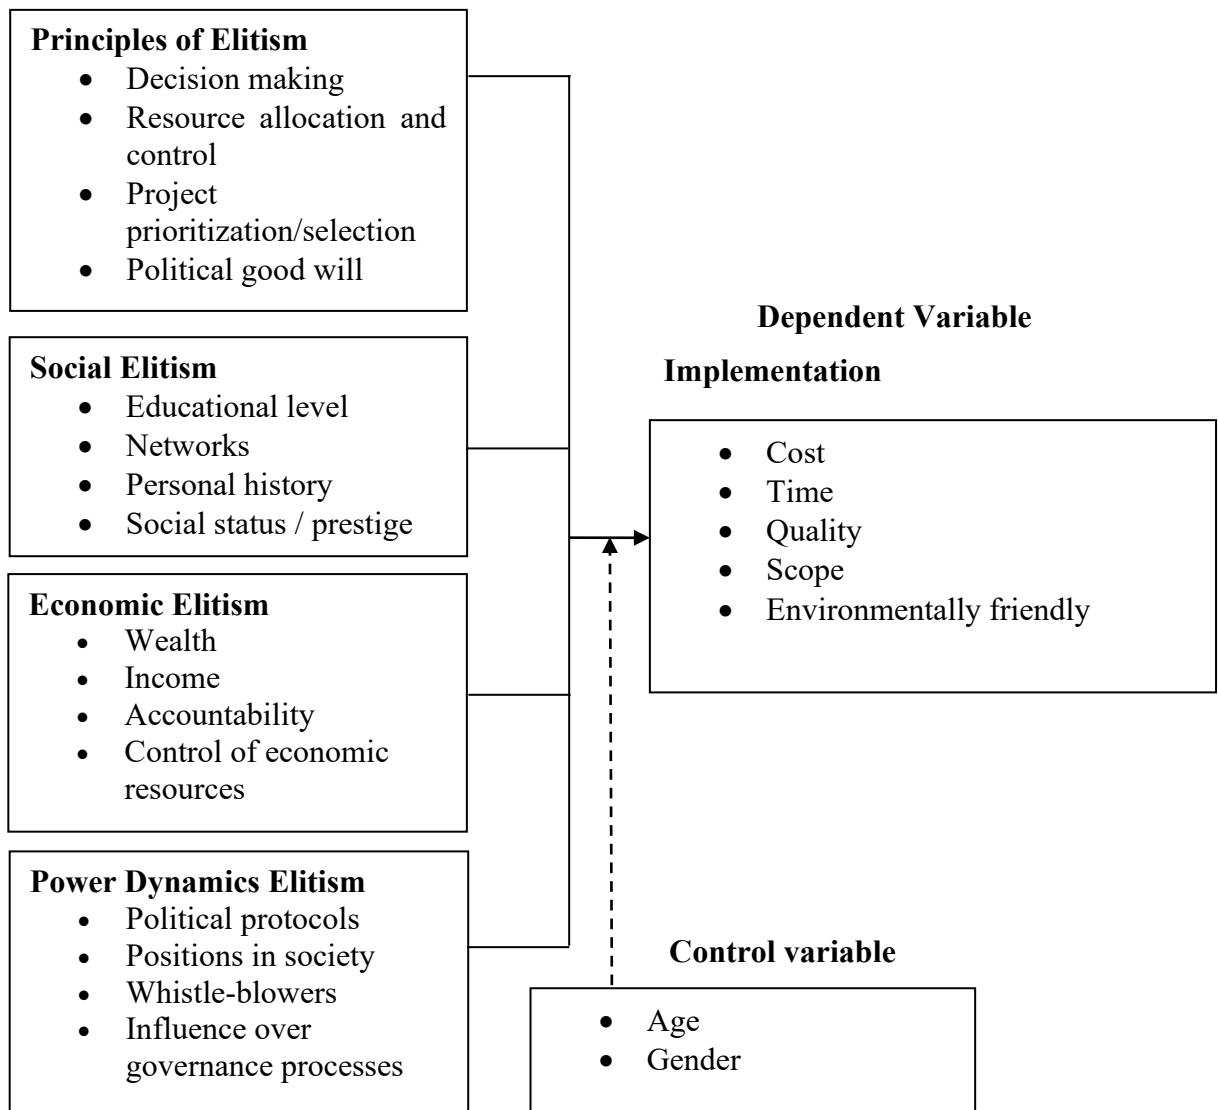 Principles of Elitism
• Decision making
• Resource allocation and
control
• Project
prioritization/selection
• Political good will
Social Elitism
• Educational level
• Networks
• Personal history
• Social status / prestige
Economic Elitism
• Wealth
• Income
• Accountability
• Control of economic
resources
Power Dynamics Elitism
• Political protocols
• Positions in society
• Whistle-blowers
• Influence over
governance processes
Dependent Variable
Implementation
• Cost
• Time
• Quality
• Scope
• Environmentally friendly
Control variable
• Age
• Gender